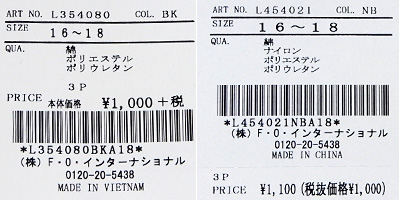 ART NO. L354080 COL. BK
SIZE 16～18
QUA. 綿
ポリエステル
ポリウレタン
3P
PRICE 本体価格 ¥1,000＋税
*L354080BKA18*
(株)F・O・インターナショナル
0120-20-5438
MADE IN VIETNAM
ART NO. L454021 COL. NB
SIZE 16～18
QUA. 綿
ナイロン
ポリエステル
ポリウレタン
*L454021NBA18*
(株)F・O・インターナショナル
0120-20-5438
MADE IN CHINA
3P
PRICE ¥1,100 (税抜価格¥1,000)